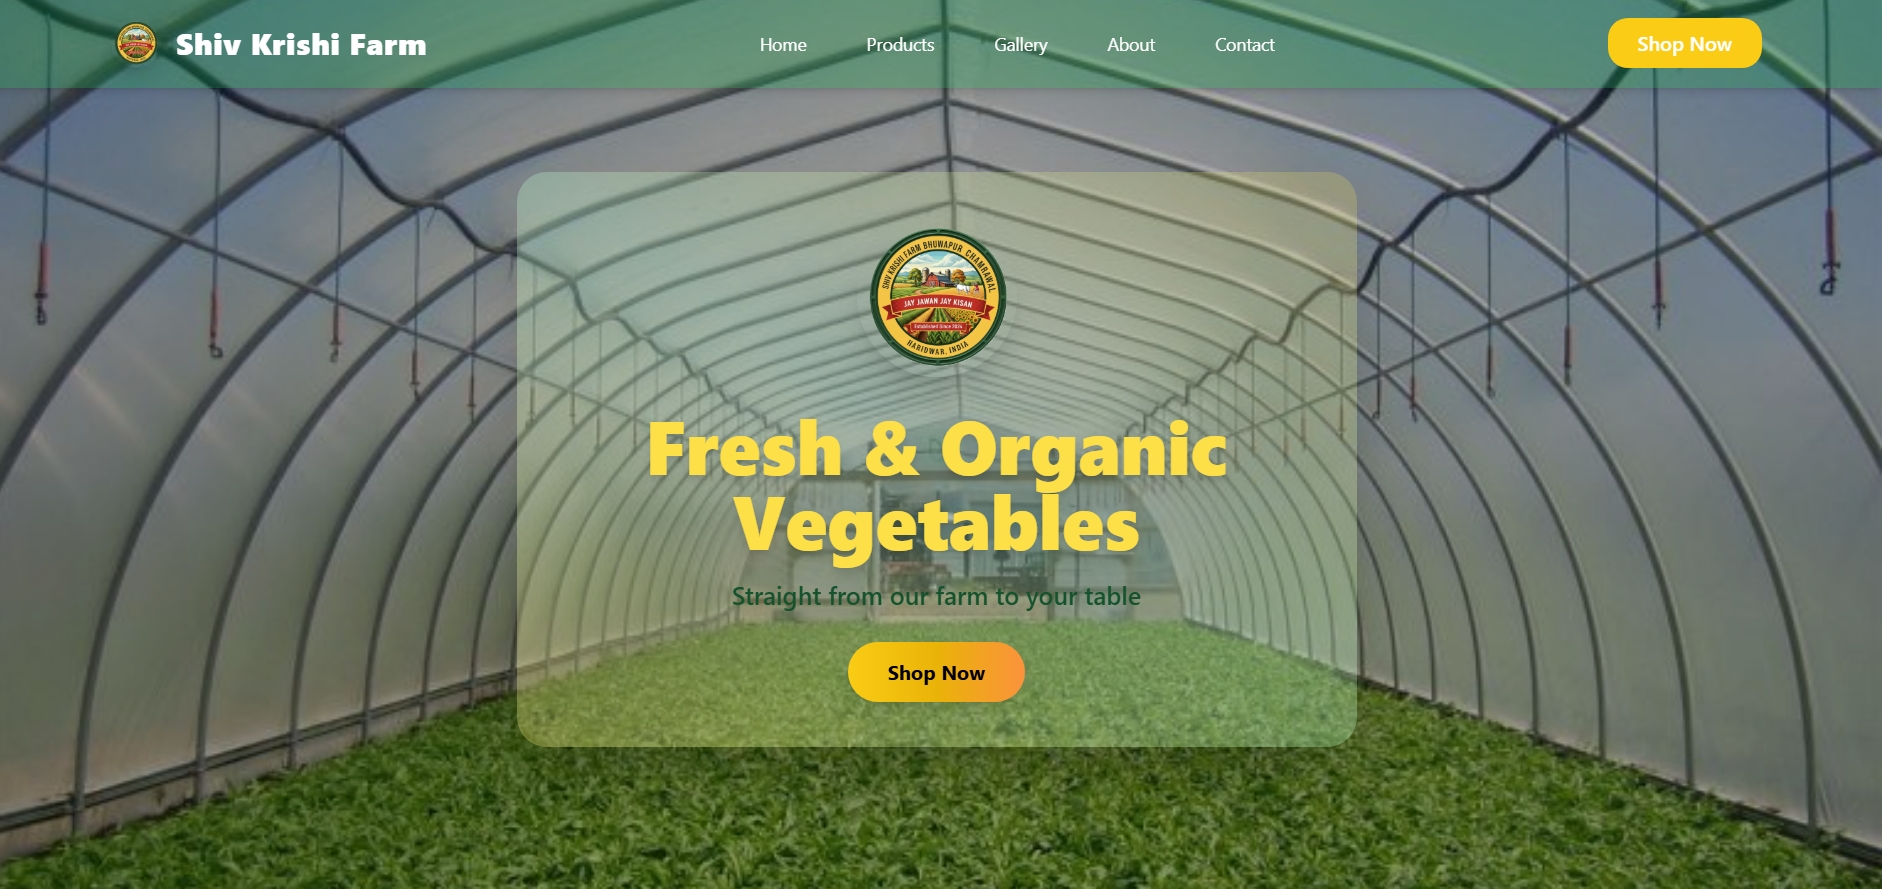 Shiv Krishi Farm
Home
Products
Gallery
About
Contact
Shop Now
SHIV KRISHI FARM BHUWAPUR CHAMRAWAL
JAY JAWAN JAY KISAN
Established Since 2024
HARIDWAR, INDIA
Fresh & Organic
Vegetables
Straight from our farm to your table
Shop Now